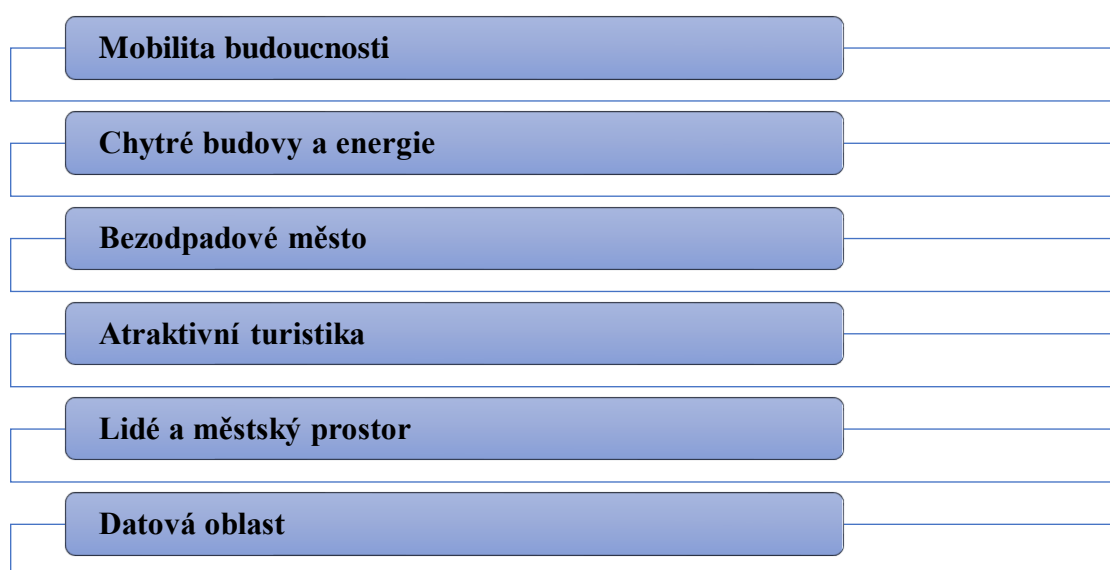 Mobilita budoucnosti
Chytré budovy a energie
Bezodpadové město
Atraktivní turistika
Lidé a městský prostor
Datová oblast